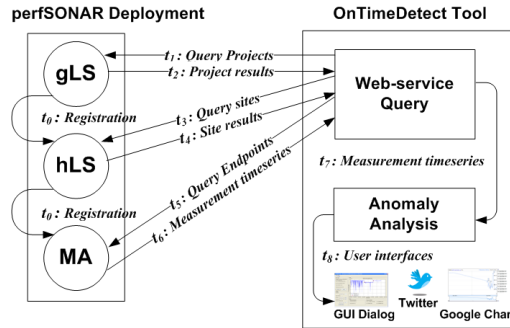 perfSONAR Deployment
OnTimeDetect Tool
gLS
t1: Query Projects
t2: Project results
Web-service
Query
t0: Registration
t3: Query sites
t4: Site results
hLS
t5: Query Endpoints
t6: Measurement timeseries
t7: Measurement timeseries
t0: Registration
MA
Anomaly
Analysis
t8: User interfaces
GUI Dialog
Twitter
Google Char